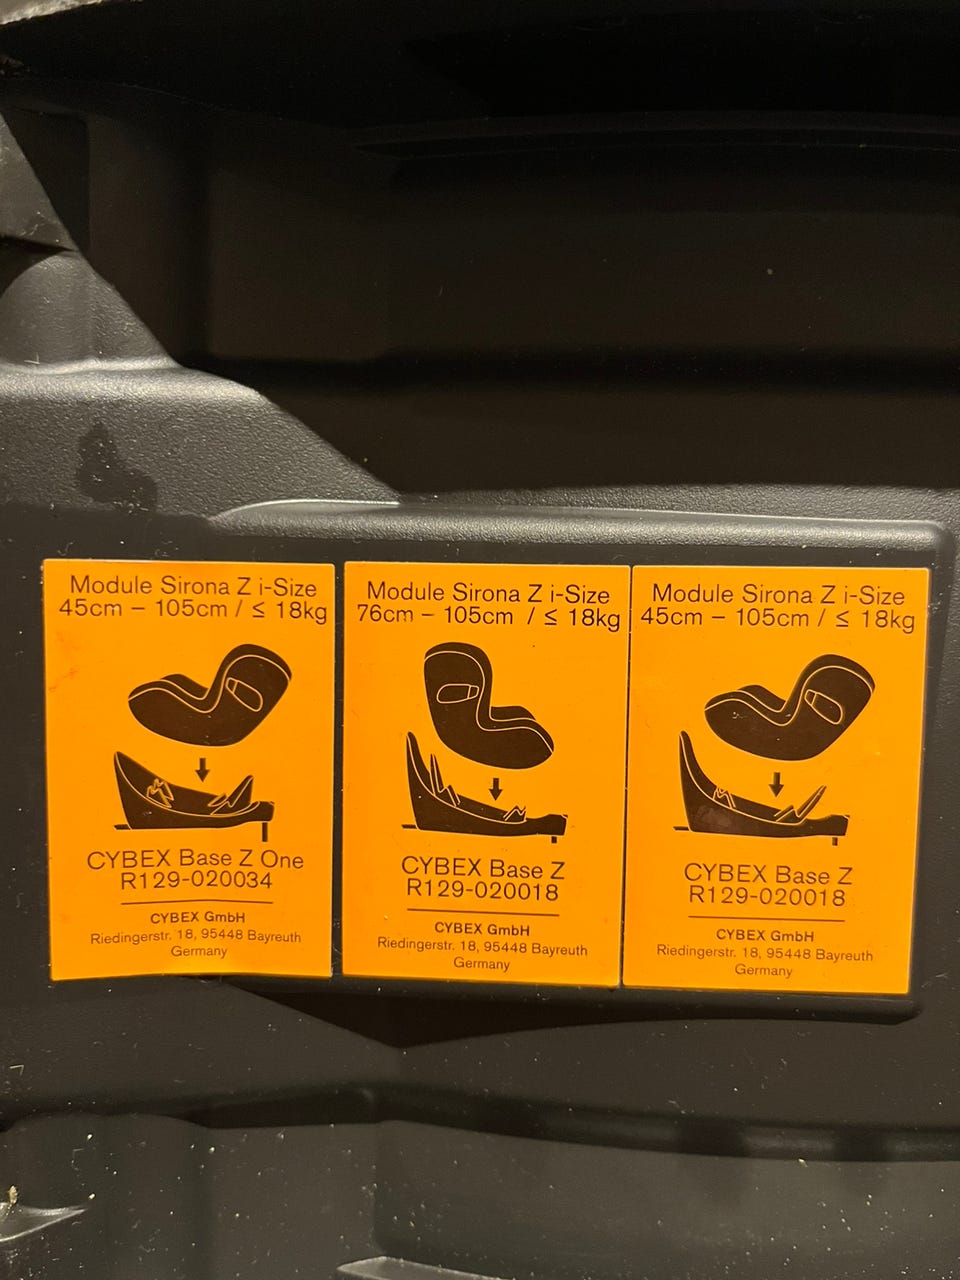 Module Sirona Z i-Size
45cm – 105cm / ≤ 18kg
CYBEX Base Z One
R129-020034
CYBEX GmbH
Riedingerstr. 18, 95448 Bayreuth
Germany
Module Sirona Z i-Size
76cm – 105cm / ≤ 18kg
CYBEX Base Z
R129-020018
CYBEX GmbH
Riedingerstr. 18, 95448 Bayreuth
Germany
Module Sirona Z i-Size
45cm – 105cm / ≤ 18kg
CYBEX Base Z
R129-020018
CYBEX GmbH
Riedingerstr. 18, 95448 Bayreuth
Germany